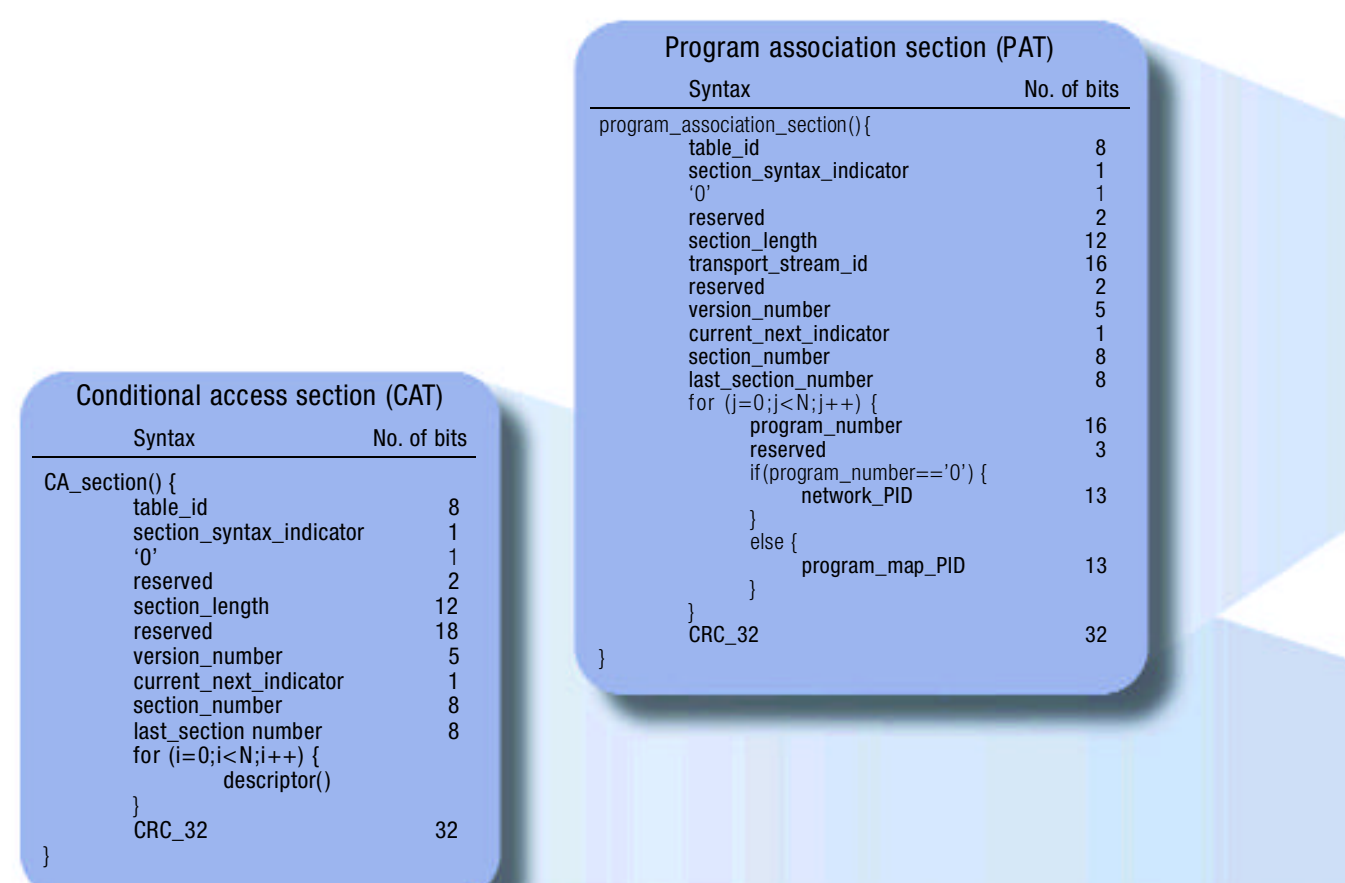 Program association section (PAT)
Syntax No. of bits
program_association_section(){
table_id 8
section_syntax_indicator 1
‘0’ 1
reserved 2
section_length 12
transport_stream_id 16
reserved 2
version_number 5
current_next_indicator 1
section_number 8
last_section_number 8
for (j=0;j<N;j++) {
program_number 16
reserved 3
if(program_number=='0') {
network_PID 13
}
else {
program_map_PID 13
}
}
CRC_32 32
}
Conditional access section (CAT)
Syntax No. of bits
CA_section() {
table_id 8
section_syntax_indicator 1
‘0’ 1
reserved 2
section_length 12
reserved 18
version_number 5
current_next_indicator 1
section_number 8
last_section number 8
for (i=0;i<N;i++) {
descriptor()
}
CRC_32 32
}